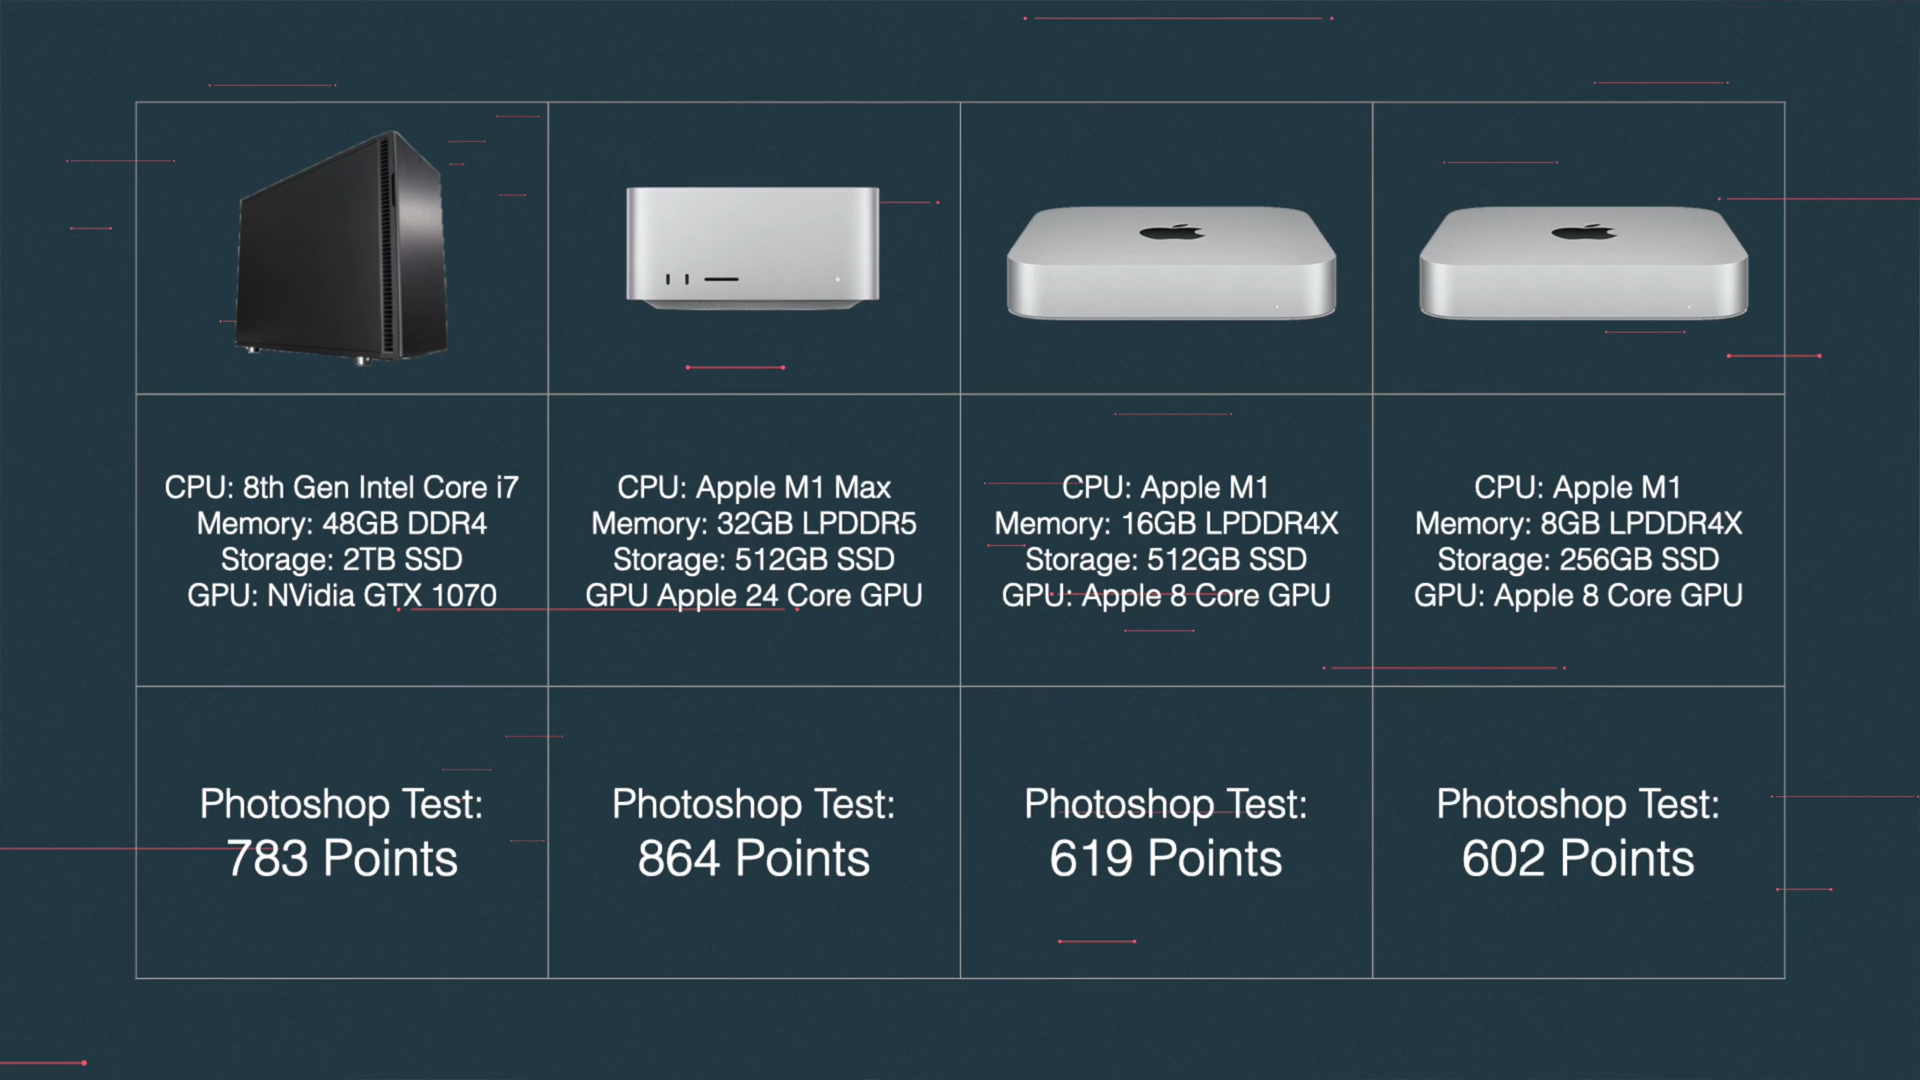 CPU: 8th Gen Intel Core i7
Memory: 48GB DDR4
Storage: 2TB SSD
GPU: NVidia GTX 1070
CPU: Apple M1 Max
Memory: 32GB LPDDR5
Storage: 512GB SSD
GPU Apple 24 Core GPU
CPU: Apple M1
Memory: 16GB LPDDR4X
Storage: 512GB SSD
GPU: Apple 8 Core GPU
CPU: Apple M1
Memory: 8GB LPDDR4X
Storage: 256GB SSD
GPU: Apple 8 Core GPU
Photoshop Test:
783 Points
Photoshop Test:
864 Points
Photoshop Test:
619 Points
Photoshop Test:
602 Points